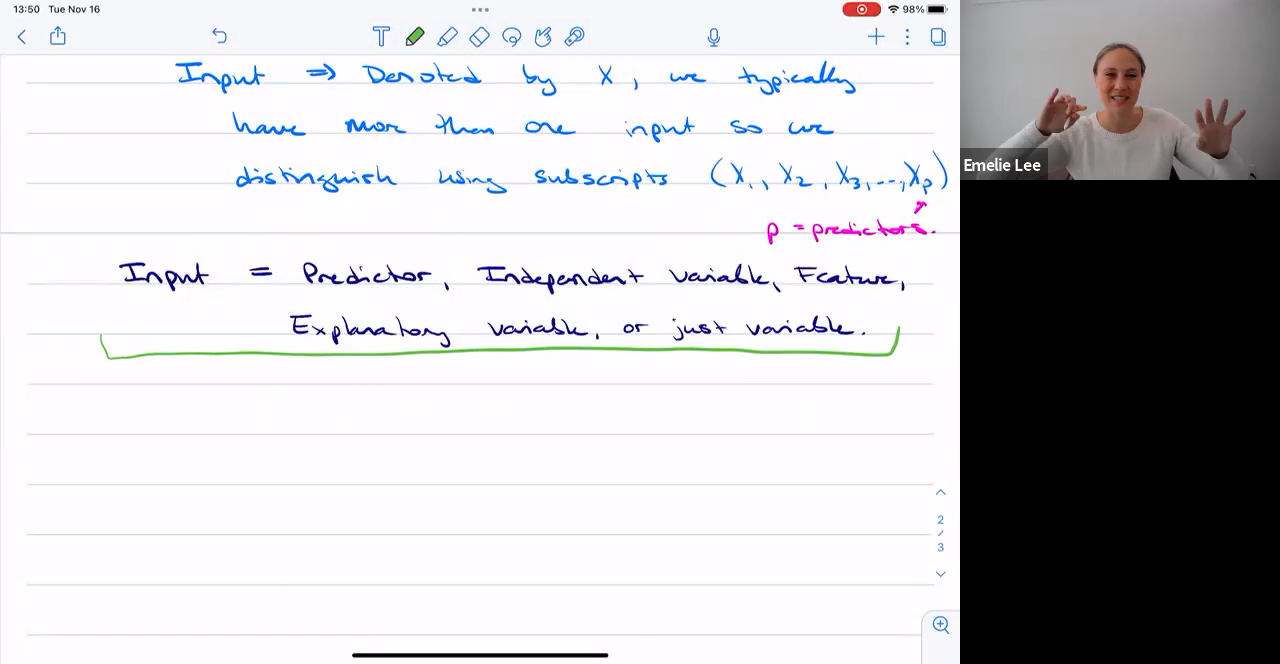 13:50 Tue Nov 16
98%
T
Input ⇒ Denoted by X, we typically
have more than one input so we
distinguish using subscripts (X1, X2, X3,...,Xp)
p = predictors.
Input = Predictor, Independent variable, Feature,
Explanatory variable, or just variable.
2
3
Emelie Lee